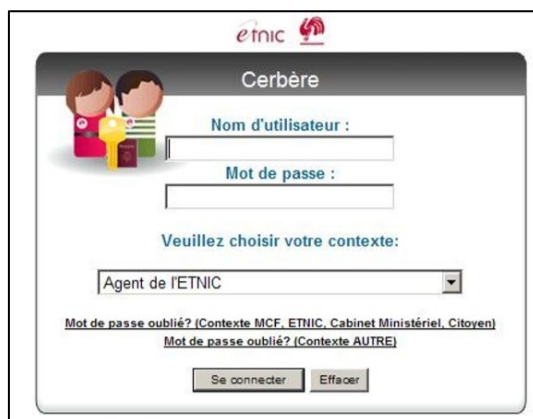 etnic
Cerbère
Nom d'utilisateur :
Mot de passe :
Veuillez choisir votre contexte:
Agent de l'ETNIC
Mot de passe oublié? (Contexte MCF, ETNIC, Cabinet Ministériel, Citoyen)
Mot de passe oublié? (Contexte AUTRE)
Se connecter Effacer